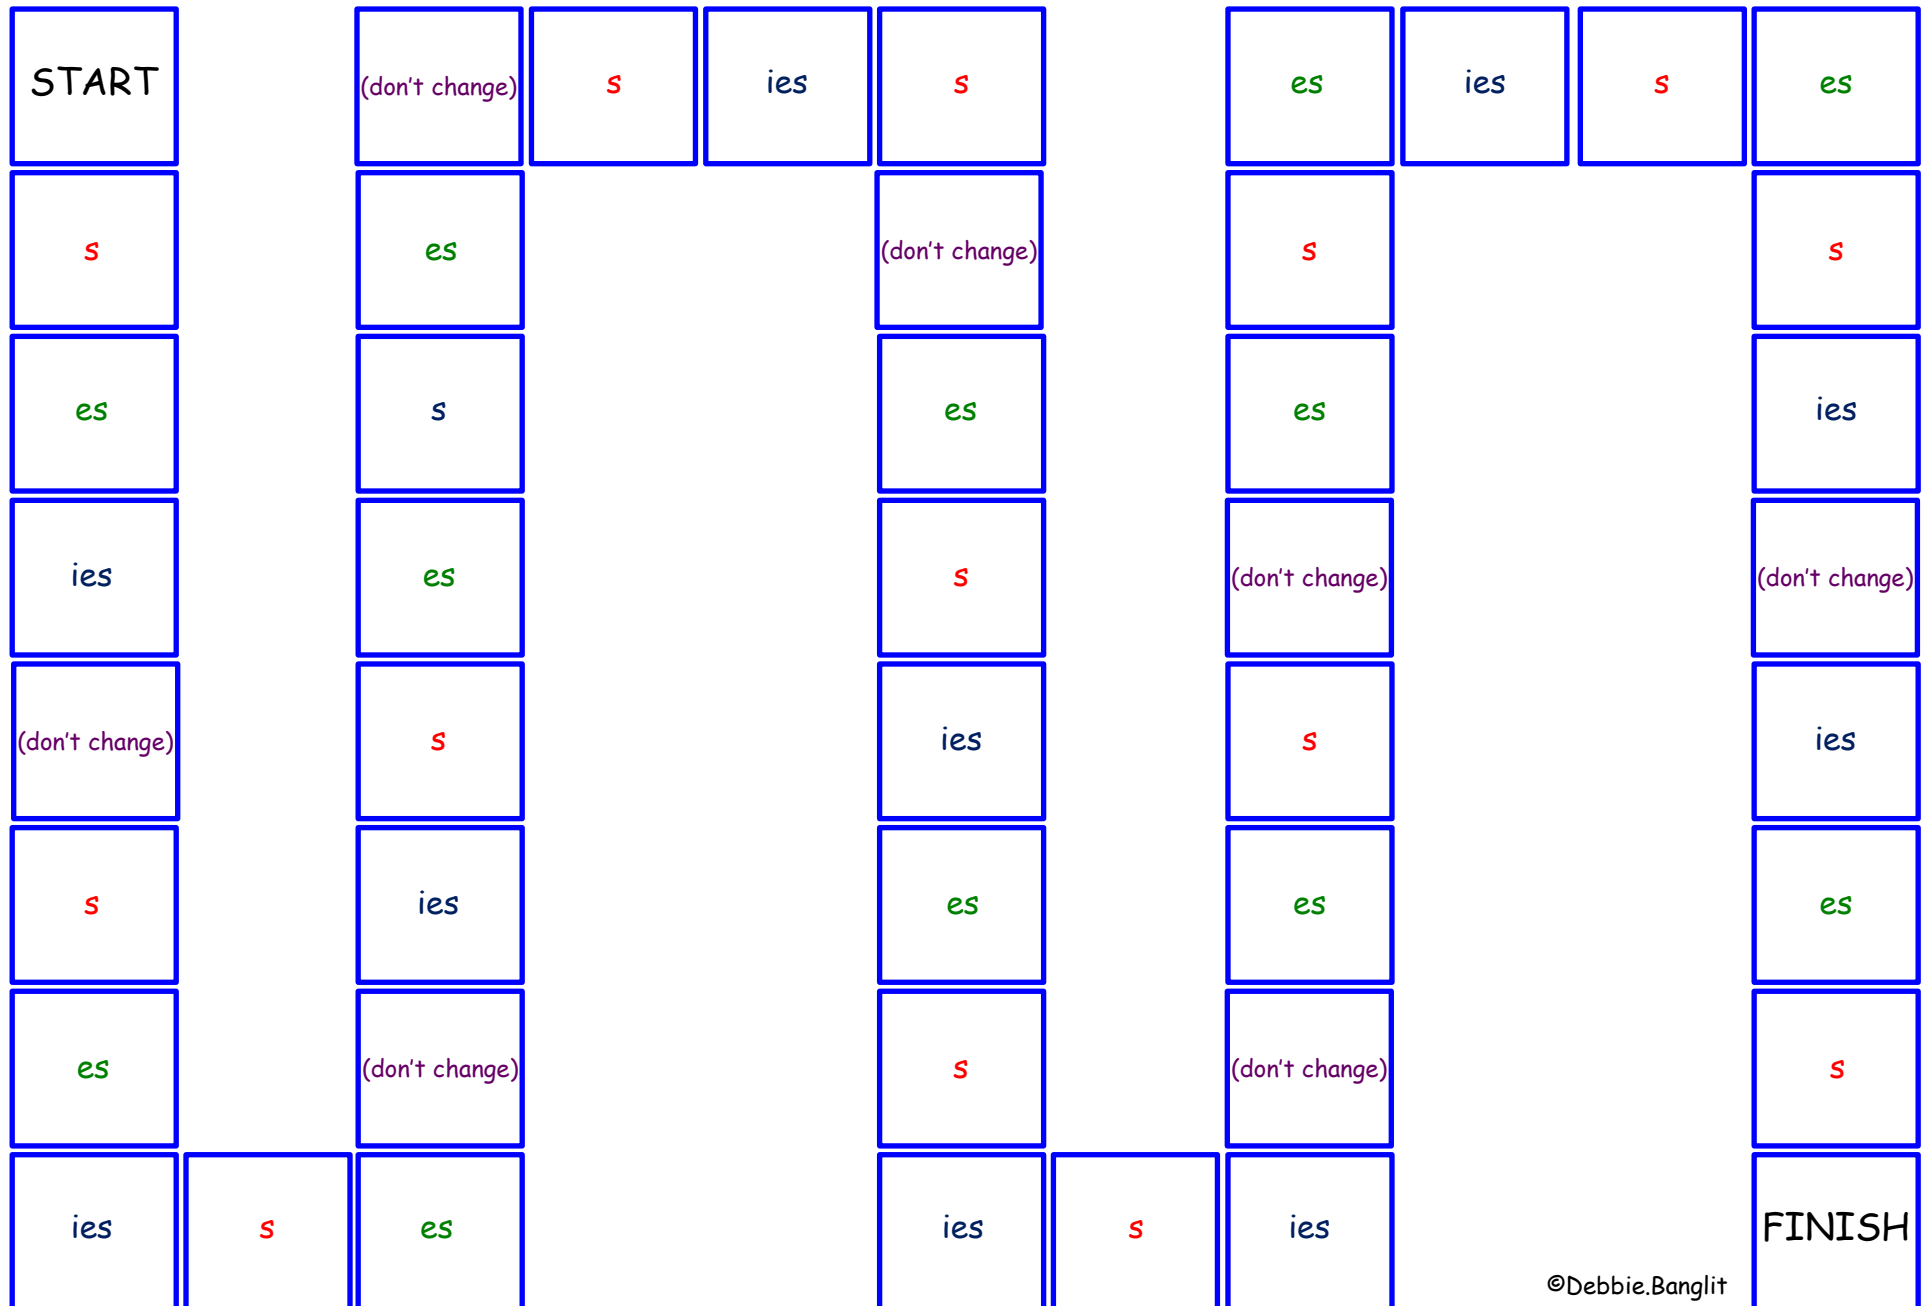 START (don't change) s ies s es ies s es
s es (don't change) s s
es s es es ies
ies es s (don't change) (don't change)
(don't change) s ies s ies
s ies es es es
es (don't change) s (don't change) s
ies s es ies s ies FINISH
©Debbie.Banglit